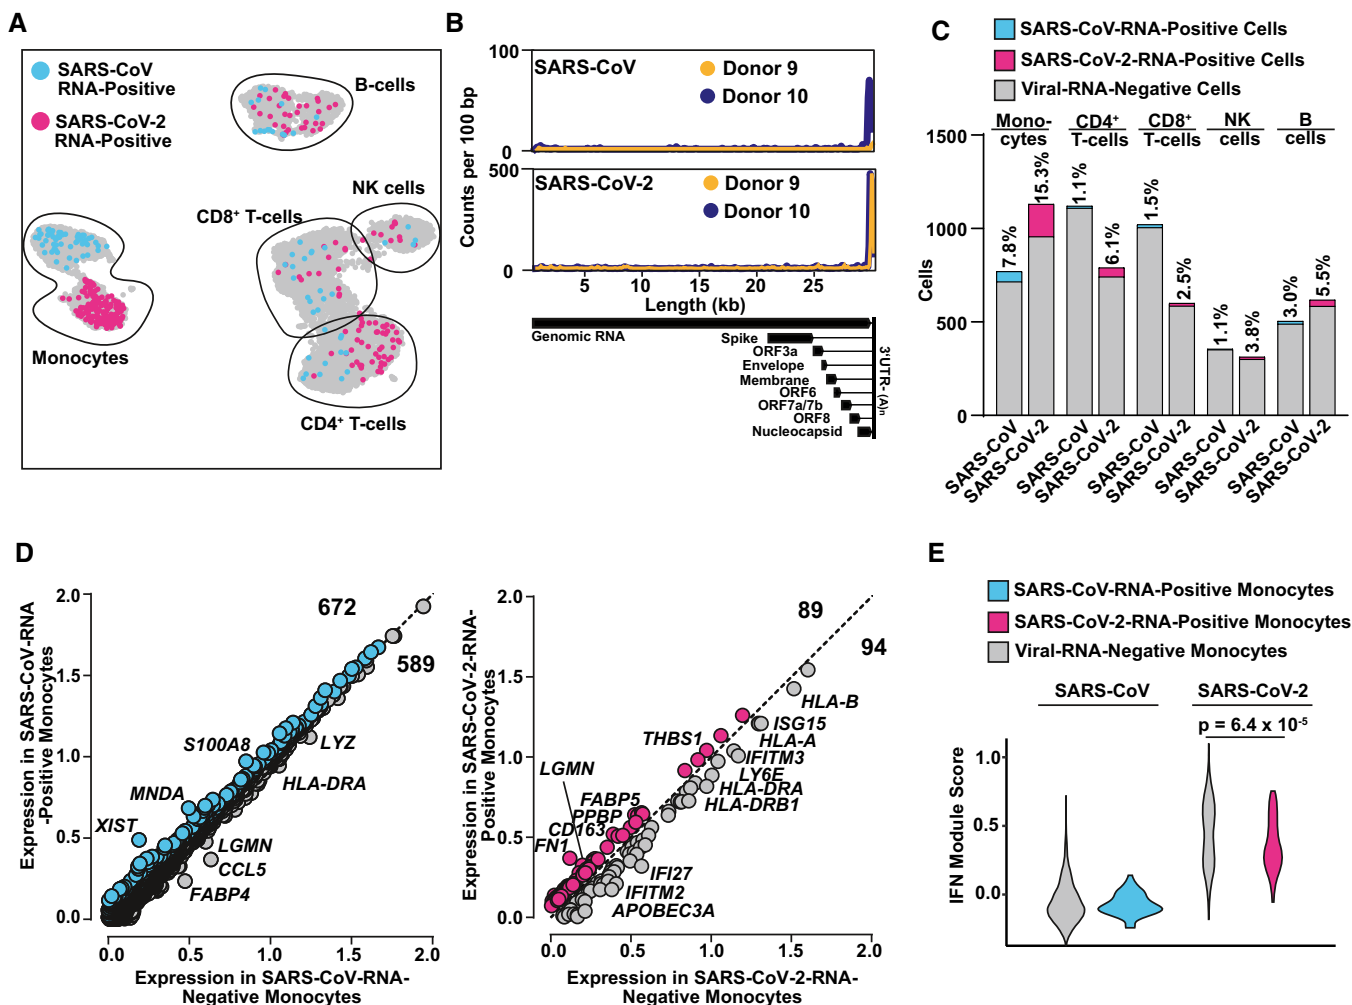 A
SARS-CoV
RNA-Positive
SARS-CoV-2
RNA-Positive
B-cells
NK cells
CD8+ T-cells
Monocytes
CD4+ T-cells
B
Counts per 100 bp
100
0
SARS-CoV
Donor 9
Donor 10
500
0
SARS-CoV-2
Donor 9
Donor 10
5 10 15 20 25
Length (kb)
Genomic RNA
Spike
ORF3a
Envelope
Membrane
ORF6
ORF7a/7b
ORF8
Nucleocapsid
3'UTR- (A)n
C
SARS-CoV-RNA-Positive Cells
SARS-CoV-2-RNA-Positive Cells
Viral-RNA-Negative Cells
Mono-
cytes
CD4+
T-cells
CD8+
T-cells
NK
cells
B
cells
Cells
1500
1000
500
0
7.8%
15.3%
1.1%
6.1%
1.5%
2.5%
1.1%
3.8%
3.0%
5.5%
SARS-CoV
SARS-CoV-2
SARS-CoV
SARS-CoV-2
SARS-CoV
SARS-CoV-2
SARS-CoV
SARS-CoV-2
SARS-CoV
SARS-CoV-2
D
Expression in SARS-CoV-RNA
-Positive Monocytes
2.0
1.5
1.0
0.5
0.0
672
589
S100A8
LYZ
HLA-DRA
MNDA
XIST
LGMN
CCL5
FABP4
0.0 0.5 1.0 1.5 2.0
Expression in SARS-CoV-RNA-
Negative Monocytes
Expression in SARS-CoV-2-RNA-
Positive Monocytes
2.0
1.5
1.0
0.5
0.0
89
94
HLA-B
ISG15
HLA-A
THBS1
IFITM3
LY6E
LGMN
HLA-DRA
HLA-DRB1
FABP5
PPBP
CD163
FN1
IFI27
IFITM2
APOBEC3A
0.0 0.5 1.0 1.5 2.0
Expression in SARS-CoV-2-RNA-
Negative Monocytes
E
SARS-CoV-RNA-Positive Monocytes
SARS-CoV-2-RNA-Positive Monocytes
Viral-RNA-Negative Monocytes
SARS-CoV
SARS-CoV-2
p = 6.4 x 10-5
IFN Module Score
1.0
0.5
0.0